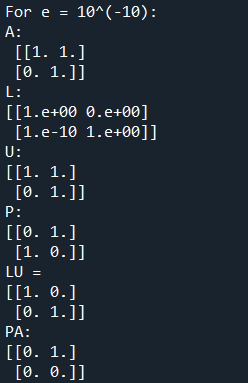 For e = 10^(-10):
A:
[[1. 1.]
[0. 1.]]
L:
[[1.e+00 0.e+00]
[1.e-10 1.e+00]]
U:
[[1. 1.]
[0. 1.]]
P:
[[0. 1.]
[1. 0.]]
LU =
[[1. 0.]
[0. 1.]]
PA:
[[0. 1.]
[0. 0.]]